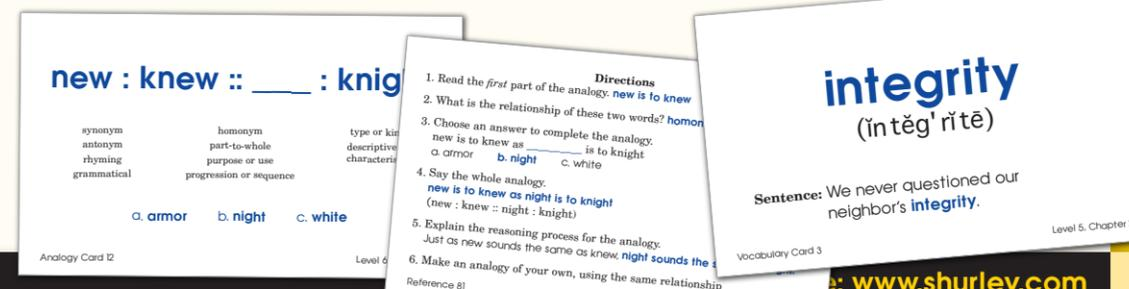 new : knew :: ____ : knig
synonym
antonym
rhyming
grammatical
homonym
part-to-whole
purpose or use
progression or sequence
type or kin
descriptive
characteris
a. armor b. night c. white
Analogy Card 12
Level 6
Directions
1. Read the first part of the analogy. new is to knew
2. What is the relationship of these two words? homon
3. Choose an answer to complete the analogy.
new is to knew as ________ is to knight
a. armor b. night c. white
4. Say the whole analogy.
new is to knew as night is to knight
(new : knew :: night : knight)
5. Explain the reasoning process for the analogy.
Just as new sounds the same as knew, night sounds the s
6. Make an analogy of your own, using the same relationship
Reference 81
integrity
(ĭn tĕg' rĭ tē)
Sentence: We never questioned our
neighbor's integrity.
Vocabulary Card 3
Level 5, Chapter
e: www.shurley.com